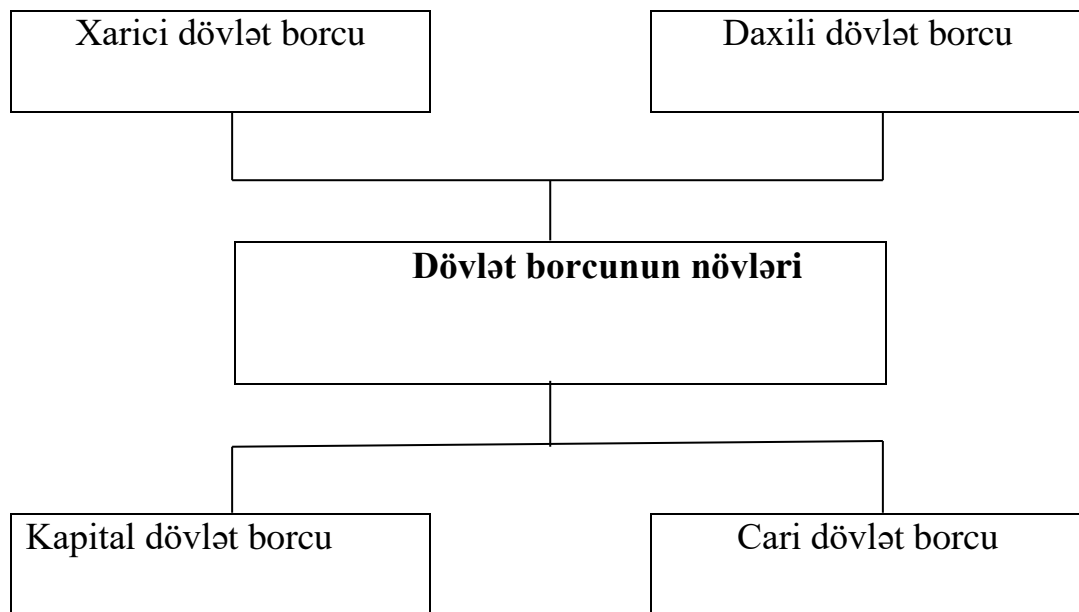 Xarici dövlət borcu
Daxili dövlət borcu
Dövlət borcunun növləri
Kapital dövlət borcu
Cari dövlət borcu